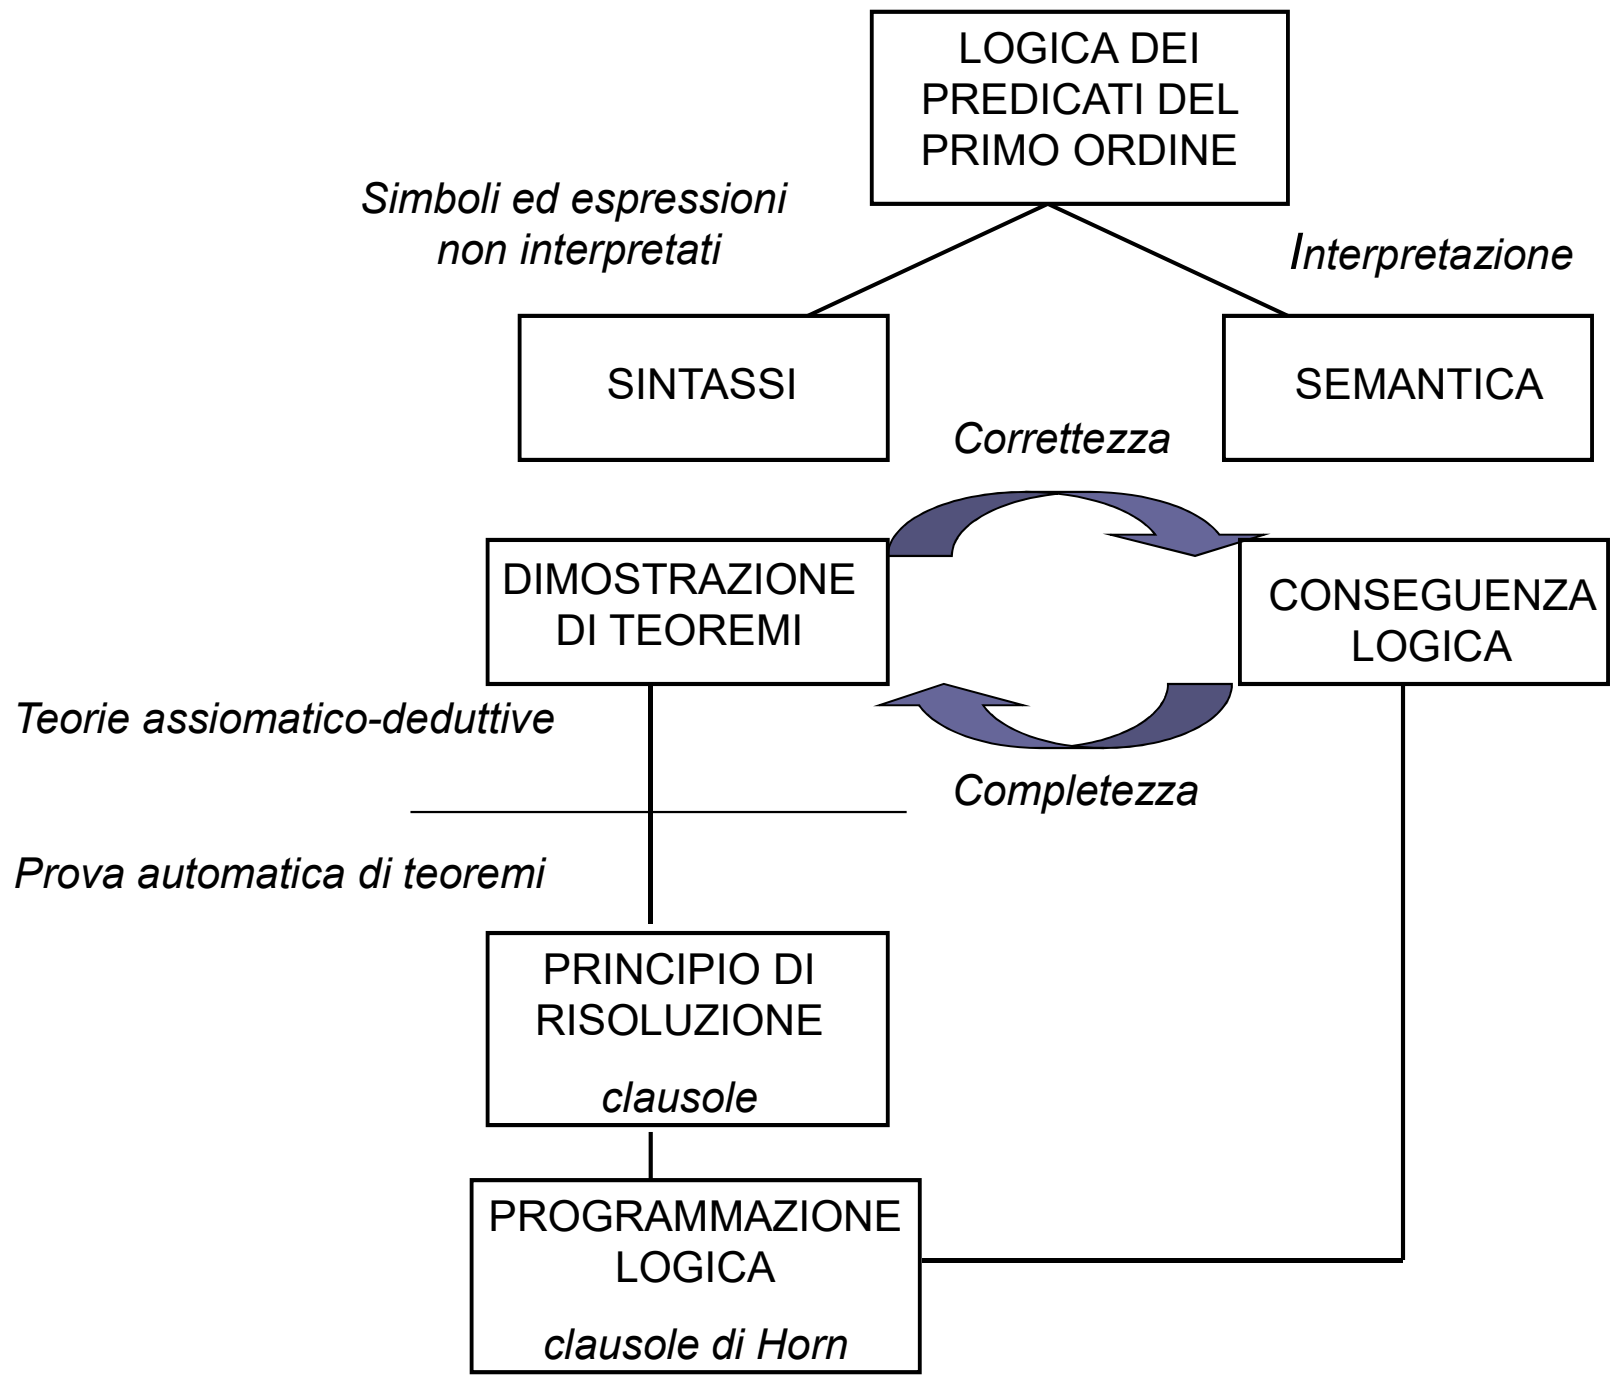 LOGICA DEI
PREDICATI DEL
PRIMO ORDINE
Simboli ed espressioni
non interpretati
Interpretazione
SINTASSI
SEMANTICA
Correttezza
DIMOSTRAZIONE
DI TEOREMI
CONSEGUENZA
LOGICA
Teorie assiomatico-deduttive
Completezza
Prova automatica di teoremi
PRINCIPIO DI
RISOLUZIONE
clausole
PROGRAMMAZIONE
LOGICA
clausole di Horn